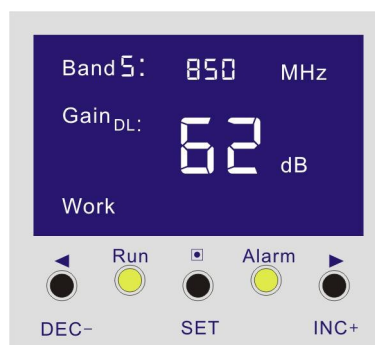 Band 5: 850 MHz
Gain DL: 62 dB
Work
Run Alarm
DEC- SET INC+